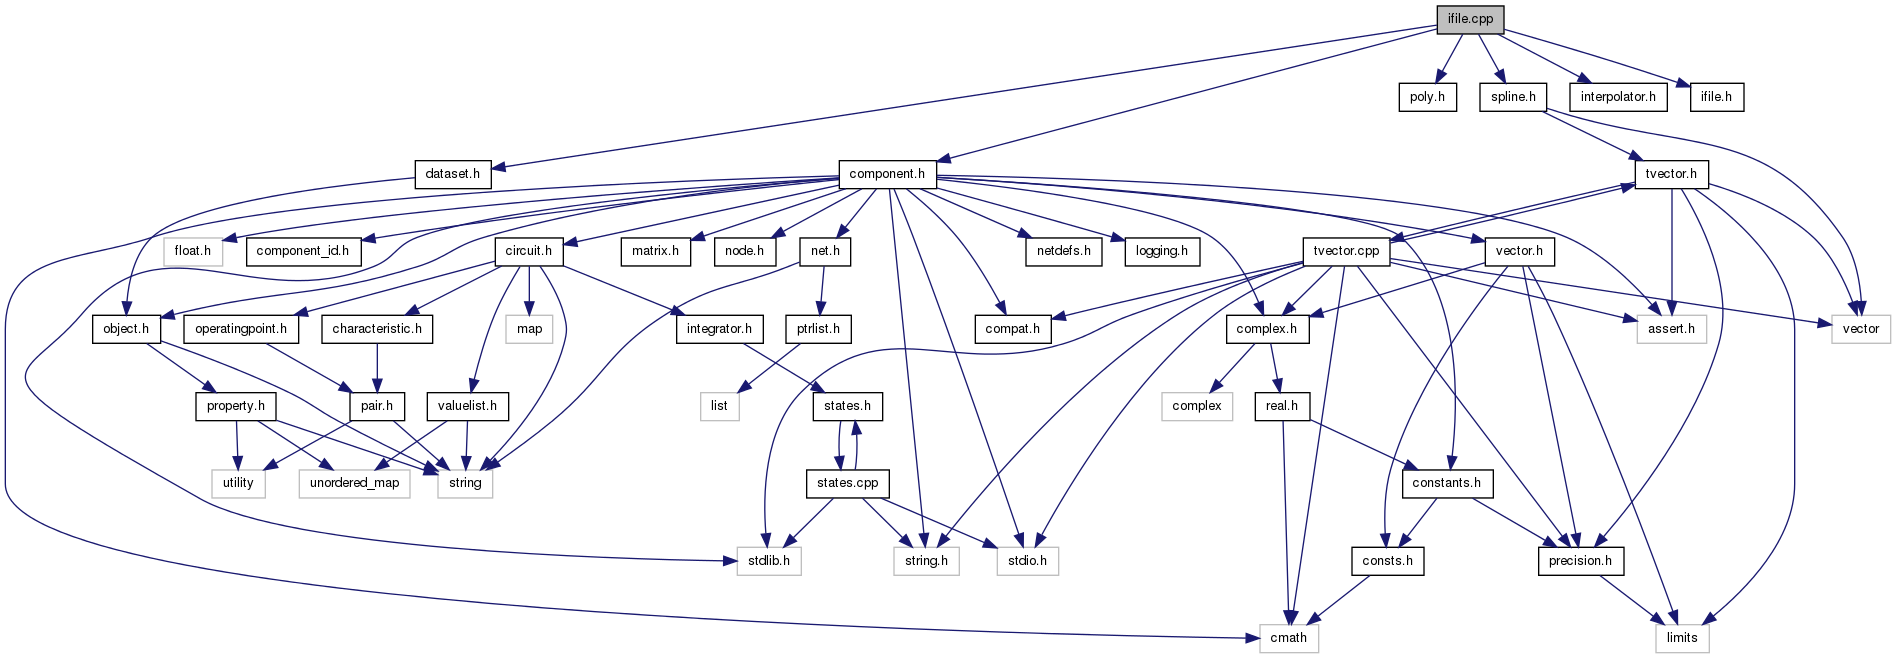 ifile.cpp
poly.h
spline.h
interpolator.h
ifile.h
dataset.h
component.h
tvector.h
float.h
component_id.h
circuit.h
matrix.h
node.h
net.h
netdefs.h
logging.h
tvector.cpp
vector.h
object.h
operatingpoint.h
characteristic.h
map
integrator.h
ptrlist.h
compat.h
complex.h
assert.h
vector
property.h
pair.h
valuelist.h
list
states.h
complex
real.h
utility
unordered_map
string
states.cpp
constants.h
stdlib.h
string.h
stdio.h
consts.h
precision.h
cmath
limits